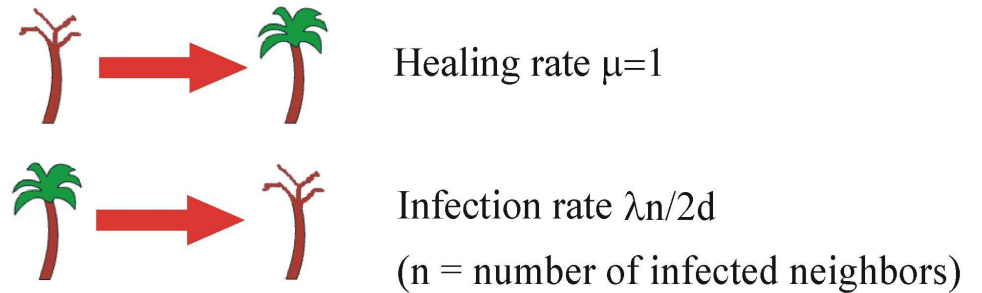 Healing rate μ=1
Infection rate λn/2d
(n = number of infected neighbors)